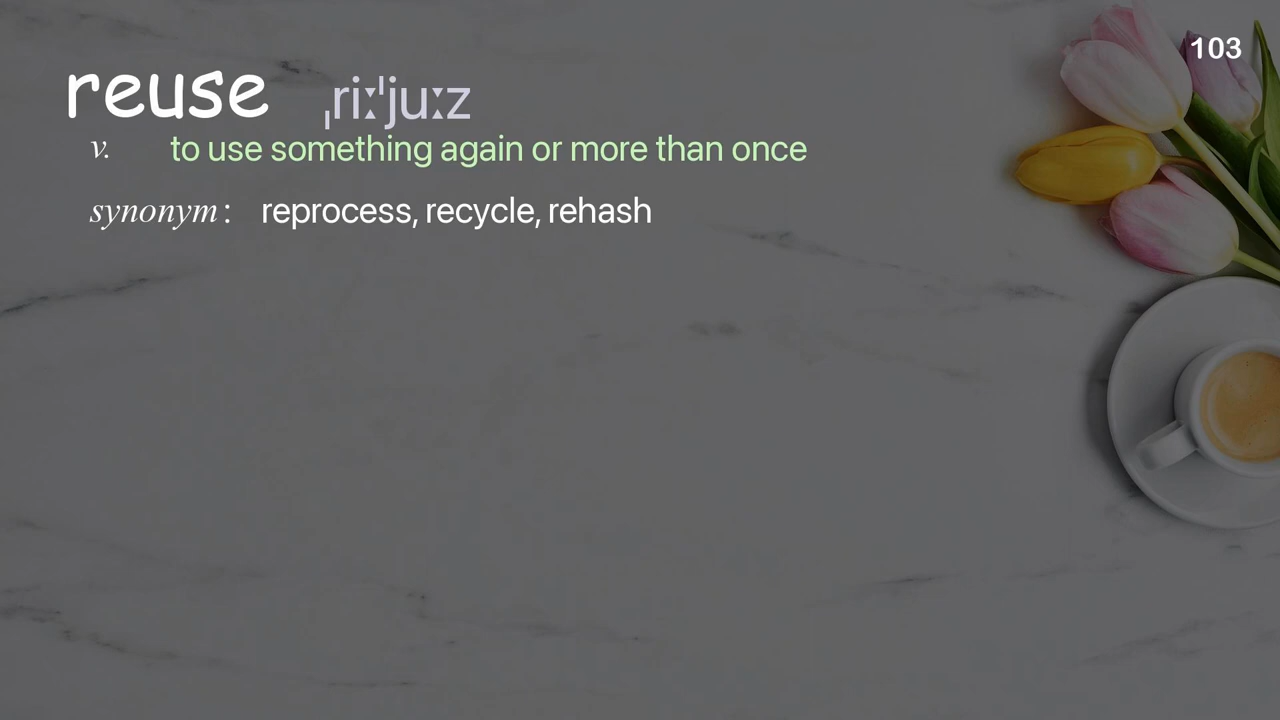 103
reuse ˌriːˈjuːz
v. to use something again or more than once
synonym : reprocess, recycle, rehash